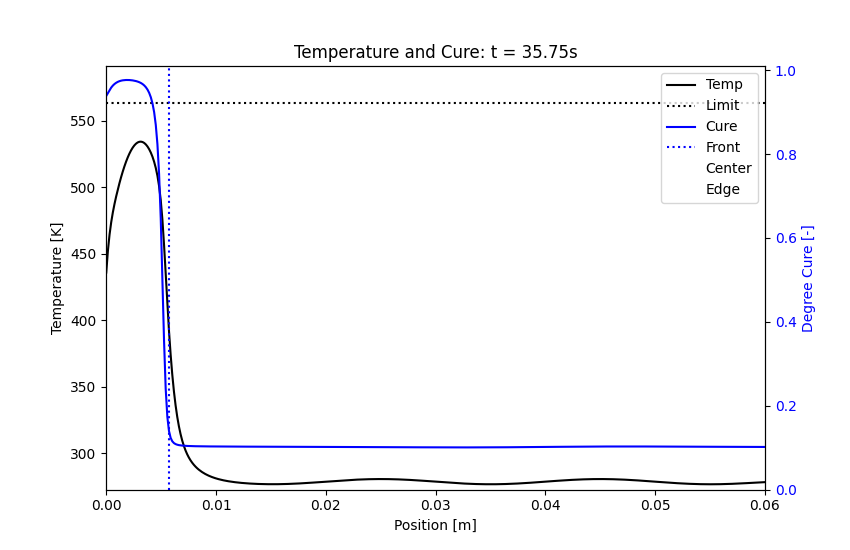 Temperature and Cure: t = 35.75s
Temp
Limit
Cure
Front
Center
Edge
Temperature [K]
550
500
450
400
350
300
1.0
0.8
0.6
0.4
0.2
0.0
Degree Cure [-]
0.00 0.01 0.02 0.03 0.04 0.05 0.06
Position [m]